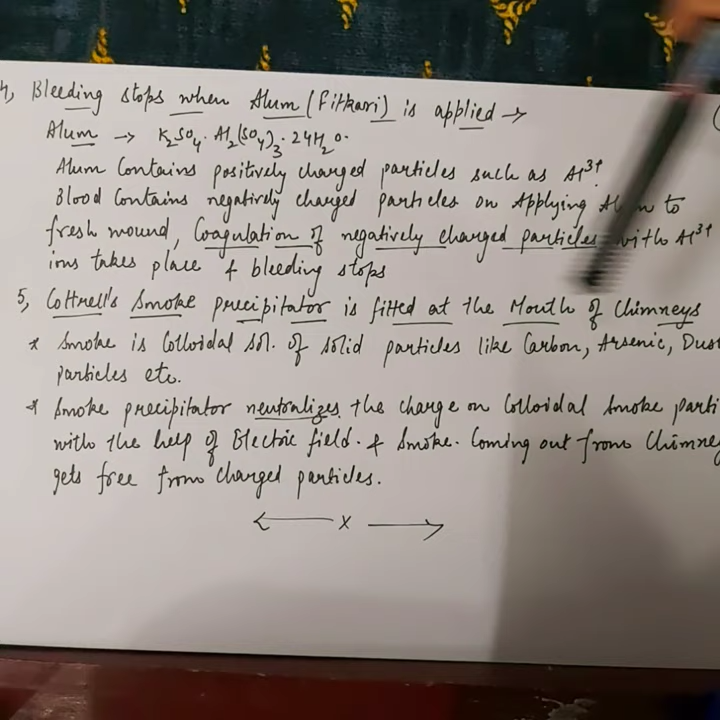 4, Bleeding stops when Alum (Fitkari) is applied →
Alum → K₂SO₄. Al₂(SO₄)₃. 24H₂O.
Alum Contains positively charged particles such as Al³⁺.
Blood Contains negatively charged particles on Applying Alum to
fresh wound, Coagulation of negatively charged particles with Al³⁺
ions takes place & bleeding stops
5, Cottrell's Smoke precipitator is fitted at the Mouth of Chimneys
* Smoke is Colloidal Sol. of solid particles like Carbon, Arsenic, Dust
particles etc.
* Smoke precipitator neutralizes the charge on Colloidal Smoke parti
with the help of Electric field. & Smoke. Coming out from Chimney
gets free from Charged particles.
← x →